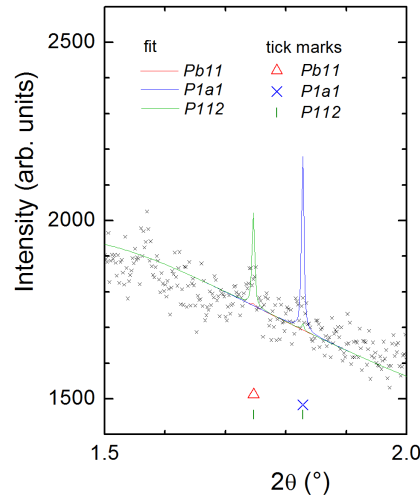 2500
2000
1500
Intensity (arb. units)
fit
Pb11
P1a1
P112
tick marks
Pb11
P1a1
P112
1.5
2.0
2θ (°)